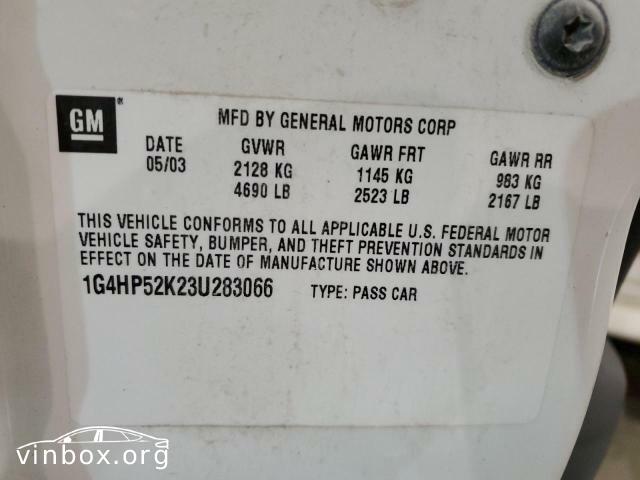 GM
MFD BY GENERAL MOTORS CORP
DATE GVWR GAWR FRT GAWR RR
05/03 2128 KG 1145 KG 983 KG
4690 LB 2523 LB 2167 LB
THIS VEHICLE CONFORMS TO ALL APPLICABLE U.S. FEDERAL MOTOR
VEHICLE SAFETY, BUMPER, AND THEFT PREVENTION STANDARDS IN
EFFECT ON THE DATE OF MANUFACTURE SHOWN ABOVE.
1G4HP52K23U283066 TYPE: PASS CAR
vinbox.org